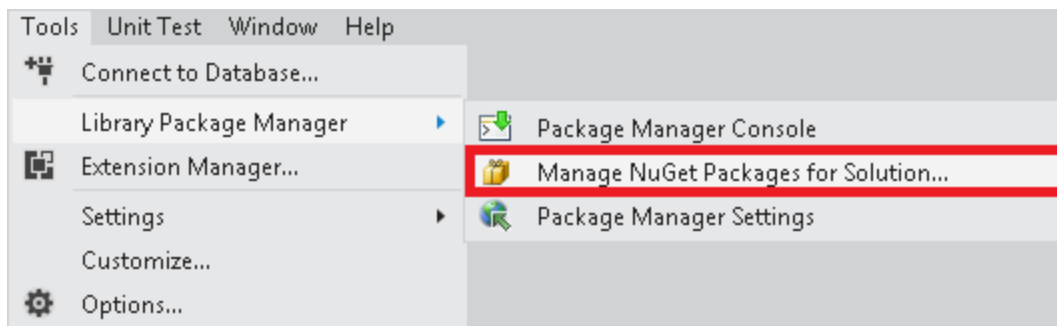 Tools Unit Test Window Help
Connect to Database...
Library Package Manager
Package Manager Console
Extension Manager...
Manage NuGet Packages for Solution...
Settings
Package Manager Settings
Customize...
Options...